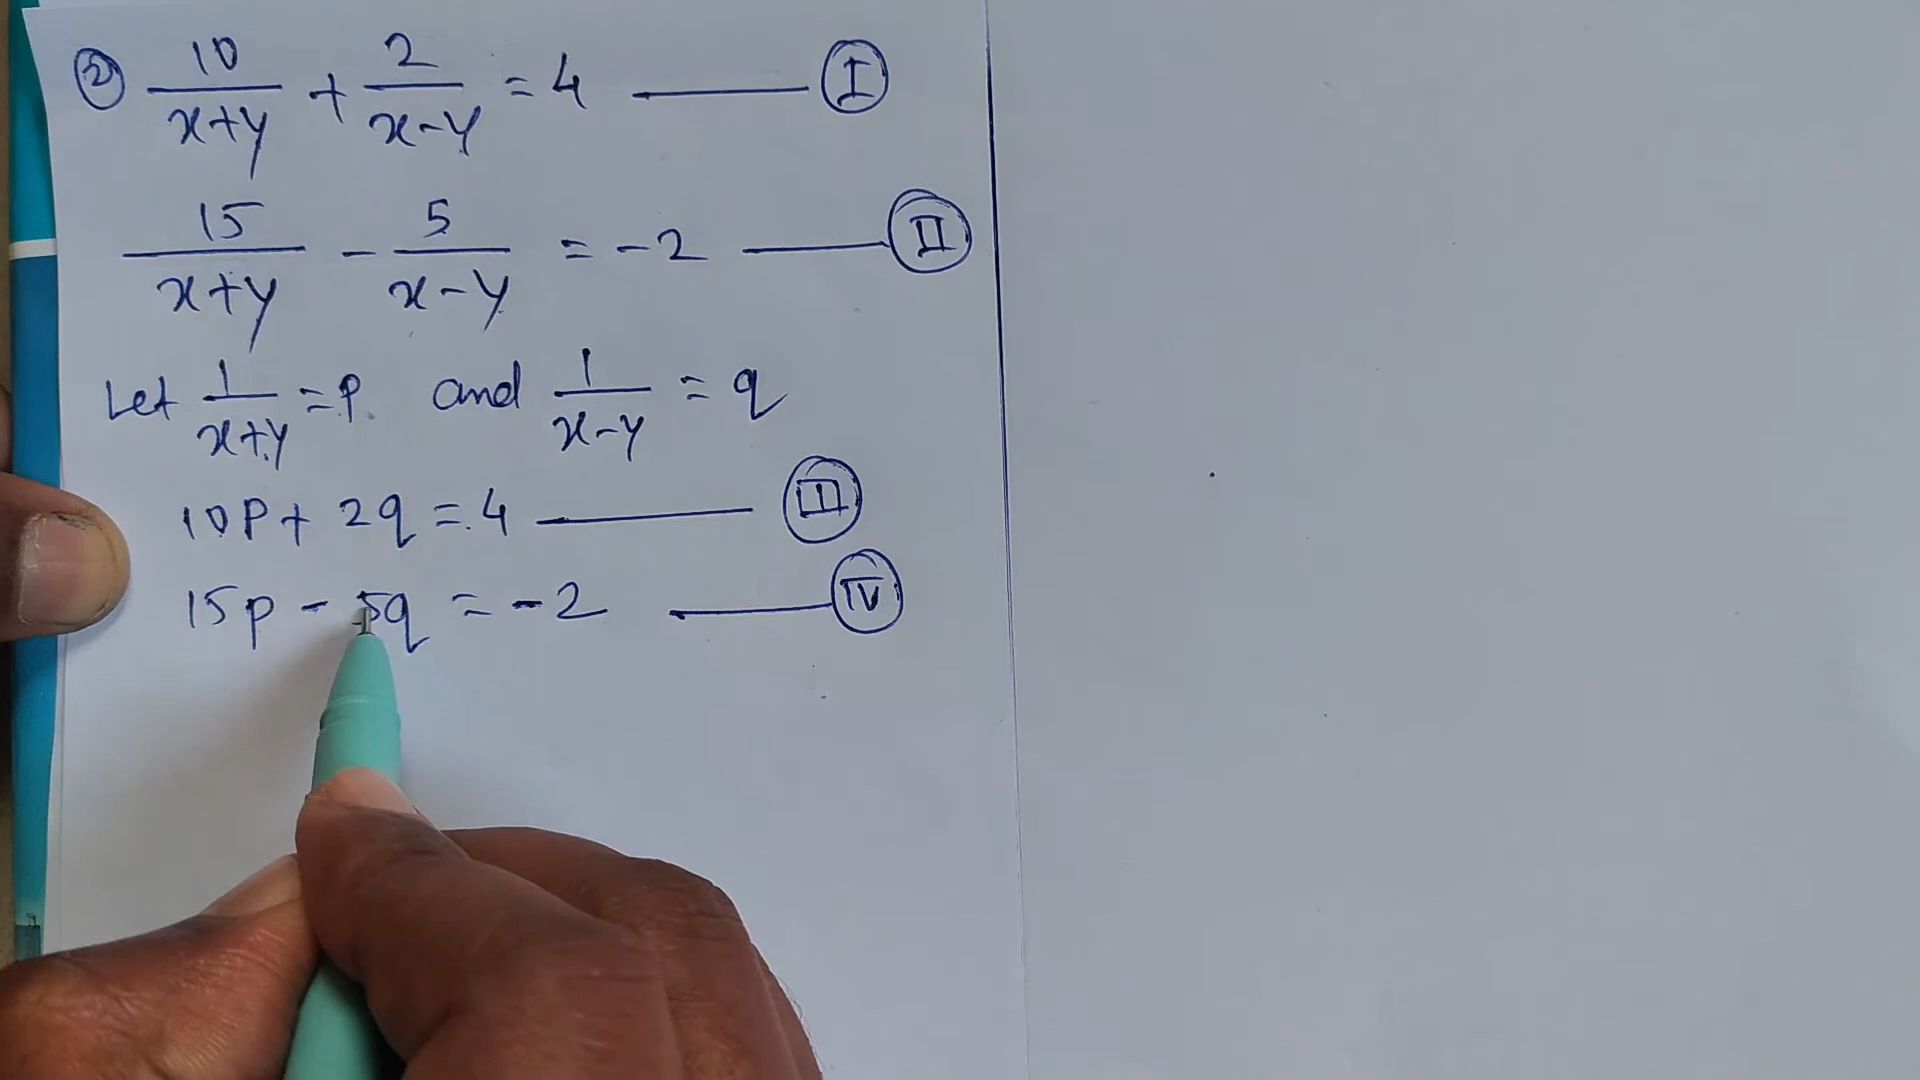 ② 10/(x+y) + 2/(x-y) = 4 —— Ⓘ
15/(x+y) - 5/(x-y) = -2 —— (II)
Let 1/(x+y) = P. and 1/(x-y) = q
10P + 2q = 4 —— (III)
15p - 5q = -2 —— (IV)